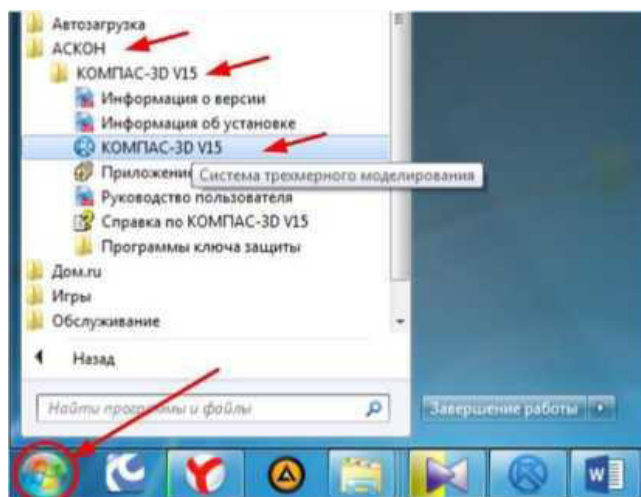 Автозагрузка
АСКОН
КОМПАС-3D V15
Информация о версии
Информация об установке
КОМПАС-3D V15
Приложение
Система трехмерного моделирования
Руководство пользователя
Справка по КОМПАС-3D V15
Программы ключа защиты
Дом.ru
Игры
Обслуживание
Назад
Найти программы и файлы
Завершение работы